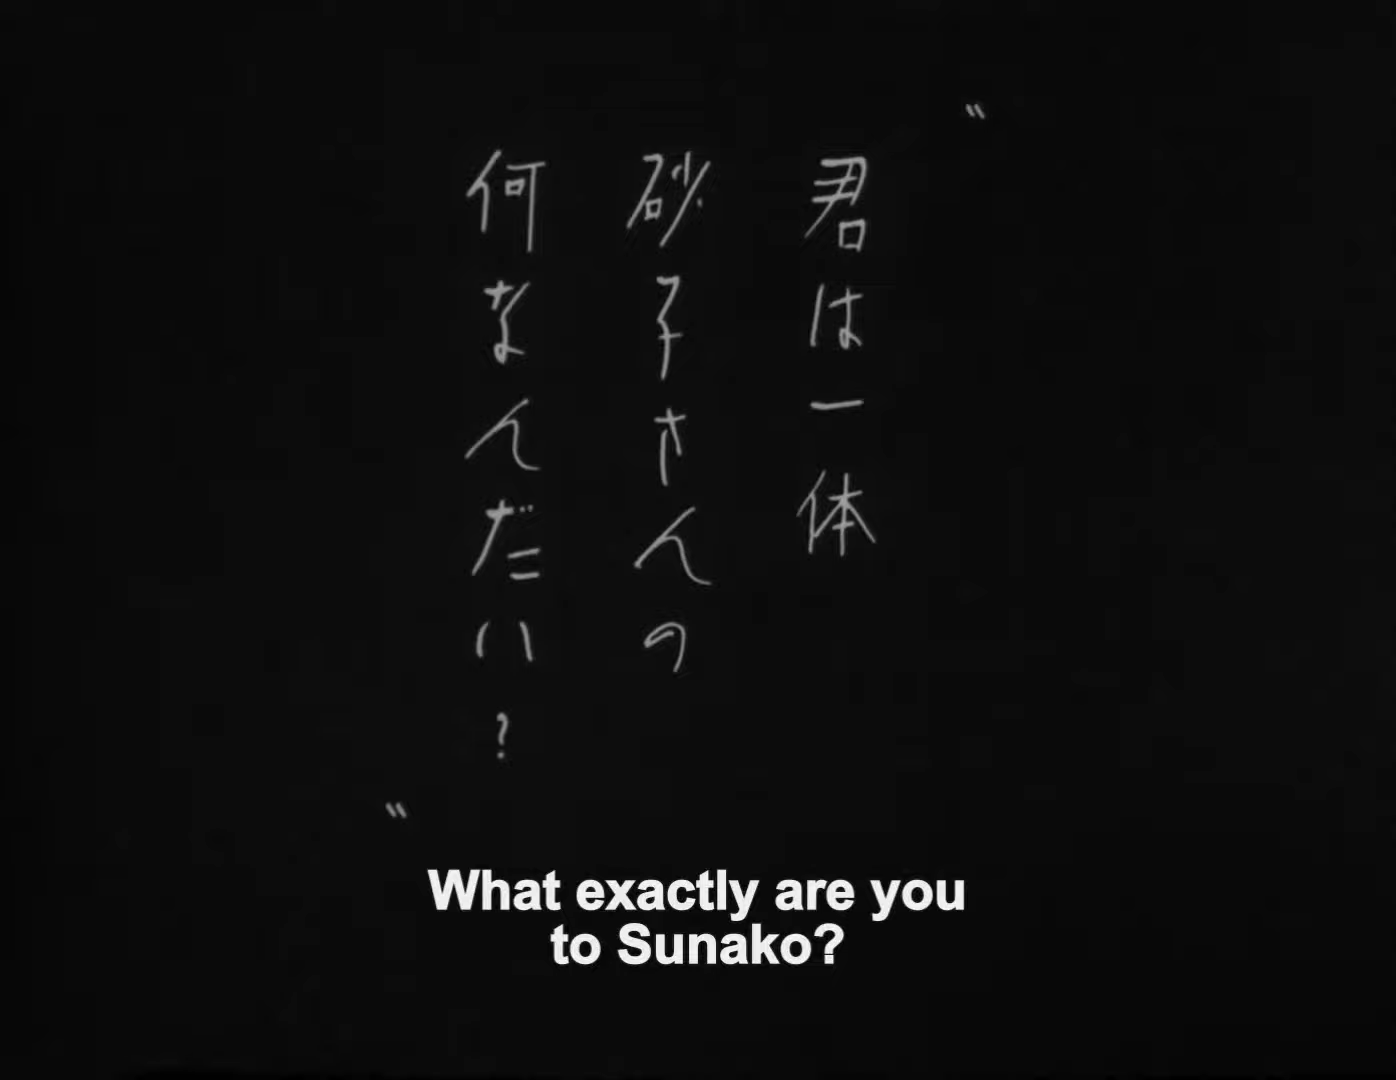 "
君は一体
砂子さんの
何なんだい?
"
What exactly are you
to Sunako?